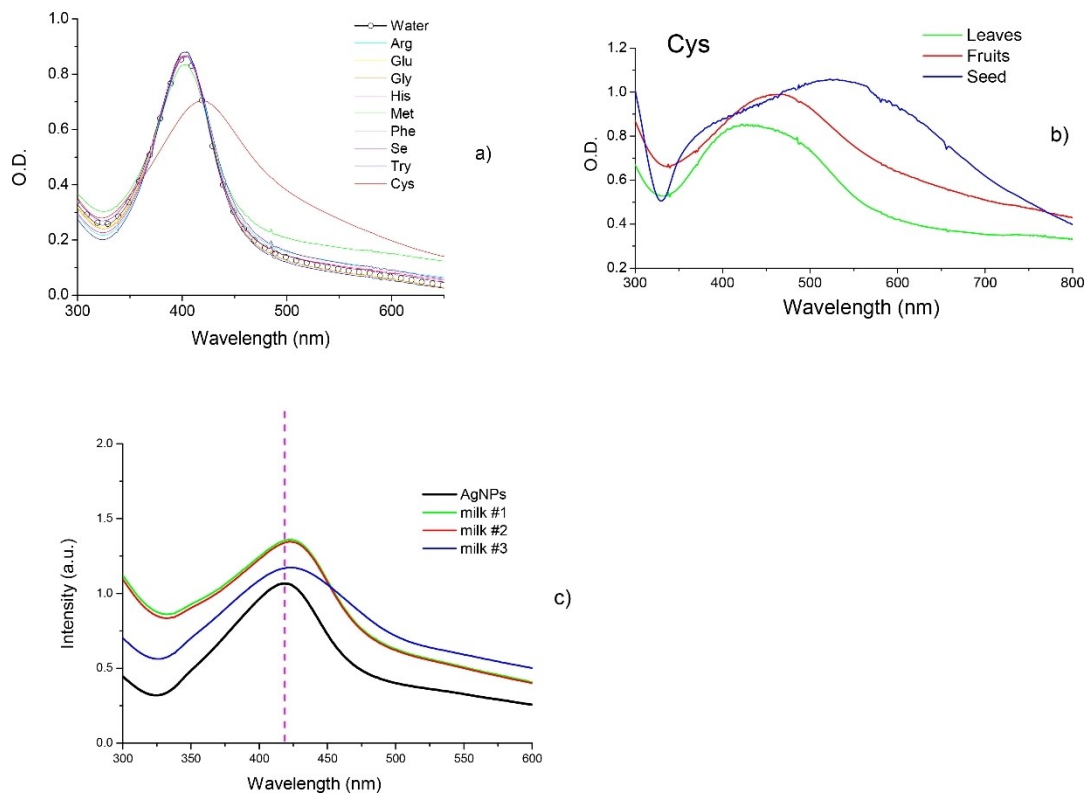 1.0
0.8
0.6
0.4
0.2
0.0
O.D.
300
400
500
600
Wavelength (nm)
Water
Arg
Glu
Gly
His
Met
Phe
Se
Try
Cys
a)
Cys
1.2
1.0
0.8
0.6
0.4
0.2
O.D.
300
400
500
600
700
800
Wavelength (nm)
Leaves
Fruits
Seed
b)
2.0
1.5
1.0
0.5
0.0
Intensity (a.u.)
300
350
400
450
500
550
600
Wavelength (nm)
AgNPs
milk #1
milk #2
milk #3
c)